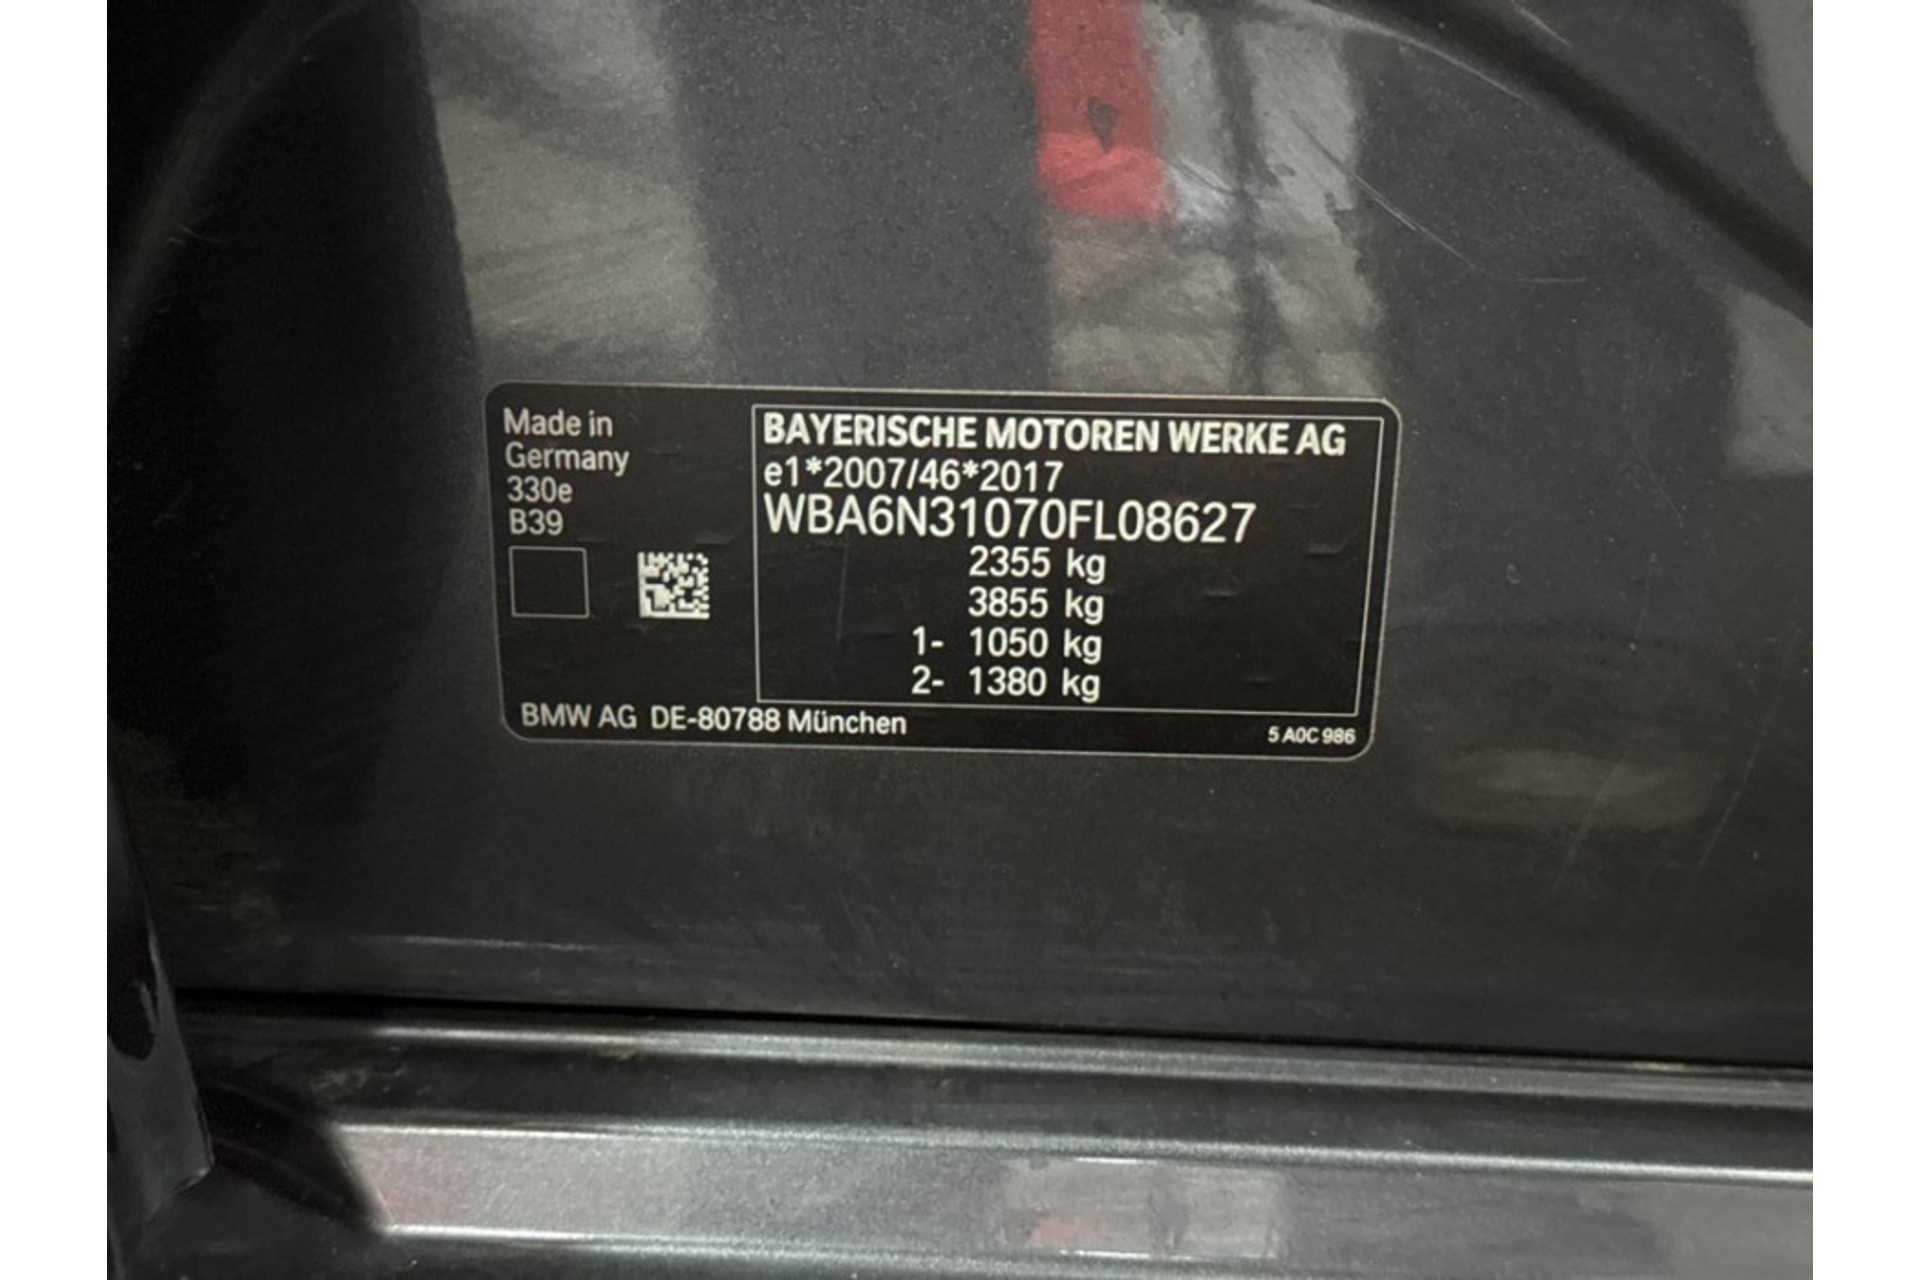 Made in
Germany
330e
B39
BAYERISCHE MOTOREN WERKE AG
e1*2007/46*2017
WBA6N31070FL08627
2355 kg
3855 kg
1- 1050 kg
2- 1380 kg
BMW AG DE-80788 München
5 A0C 986